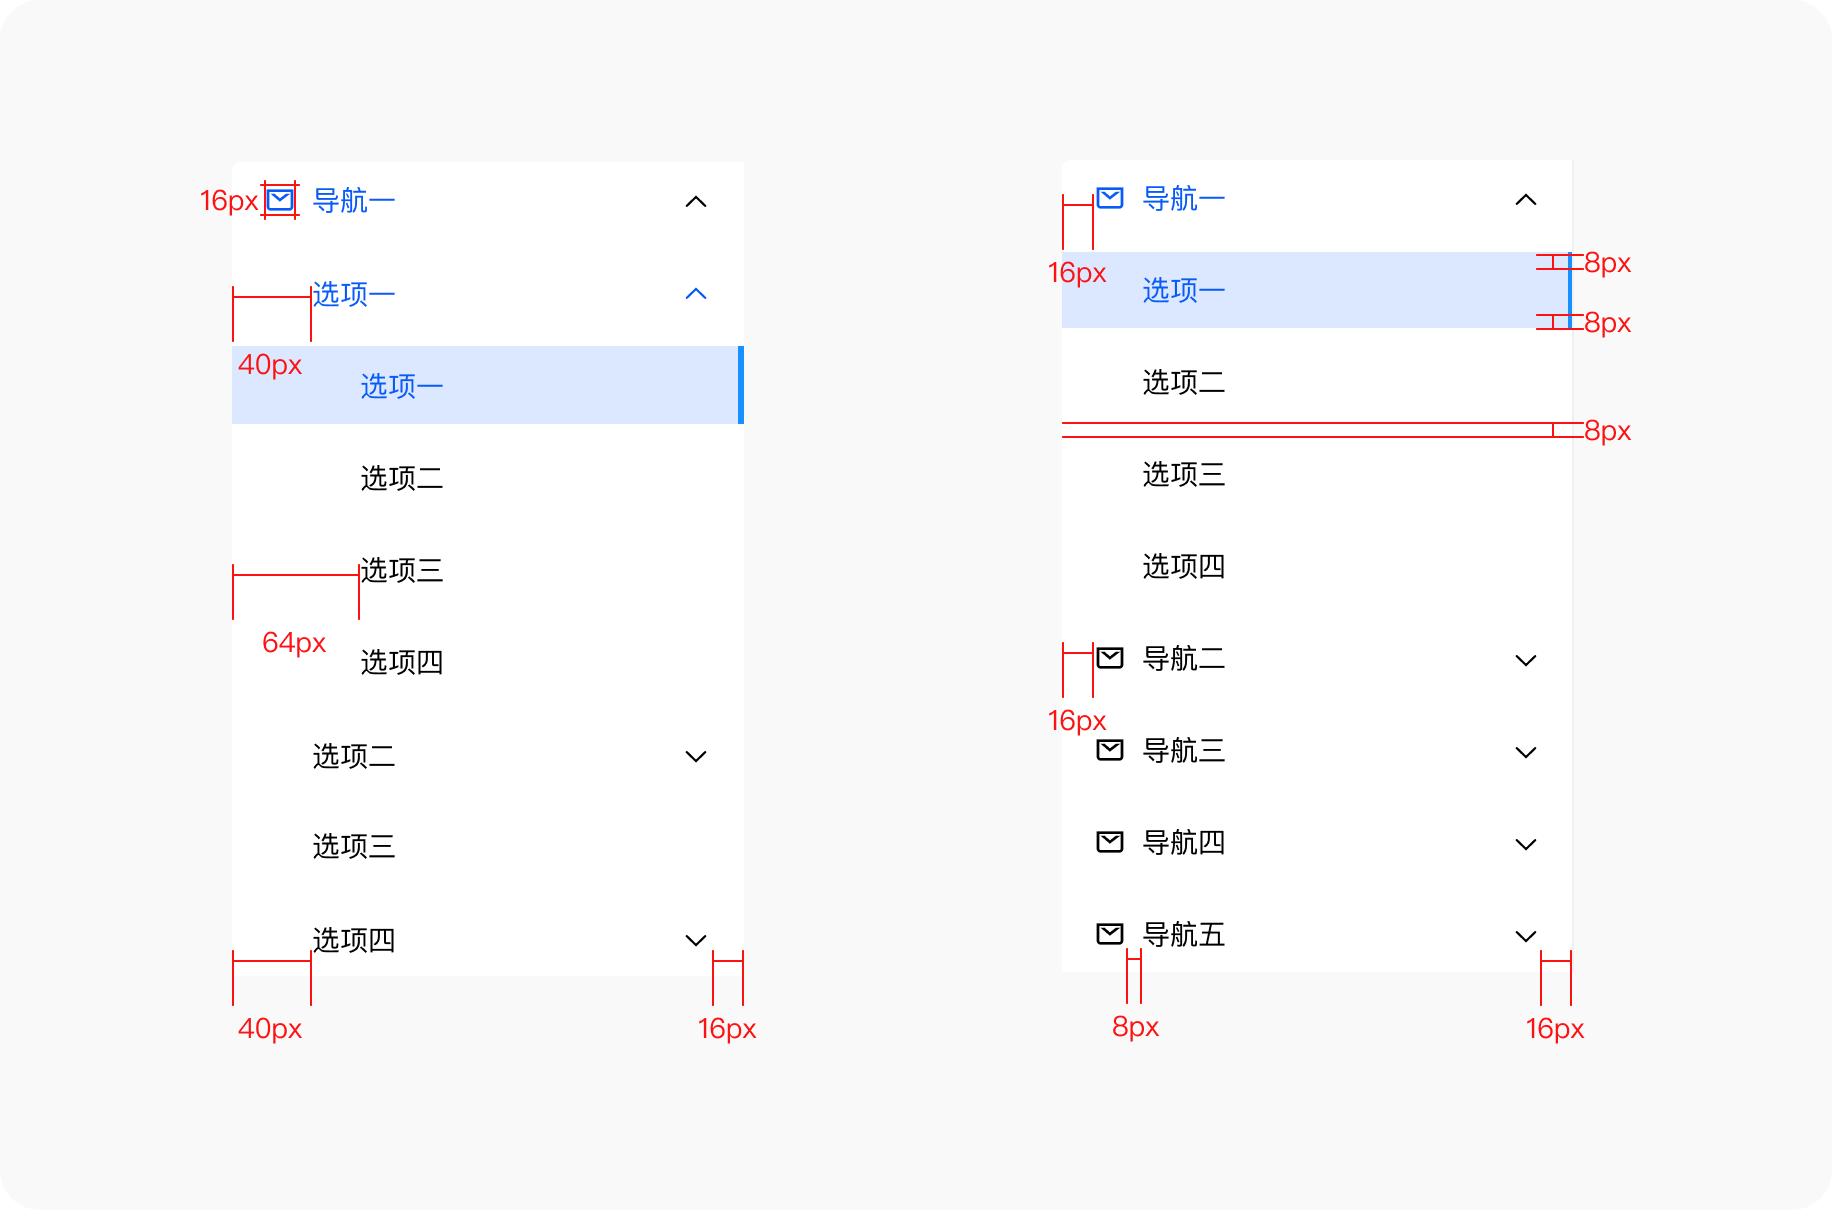 16px 导航一
选项一
40px
选项一
选项二
选项三
64px
选项四
选项二
选项三
选项四
40px
16px
导航一
16px
8px
选项一
8px
选项二
8px
选项三
选项四
导航二
16px
导航三
导航四
导航五
8px
16px